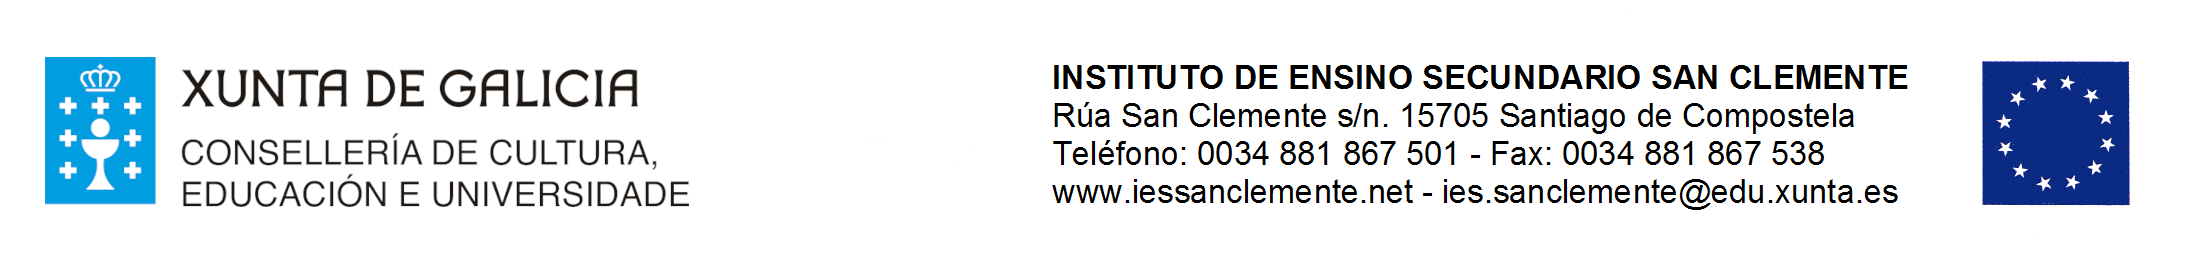 XUNTA DE GALICIA
CONSELLERÍA DE CULTURA,
EDUCACIÓN E UNIVERSIDADE
INSTITUTO DE ENSINO SECUNDARIO SAN CLEMENTE
Rúa San Clemente s/n. 15705 Santiago de Compostela
Teléfono: 0034 881 867 501 - Fax: 0034 881 867 538
www.iessanclemente.net - ies.sanclemente@edu.xunta.es